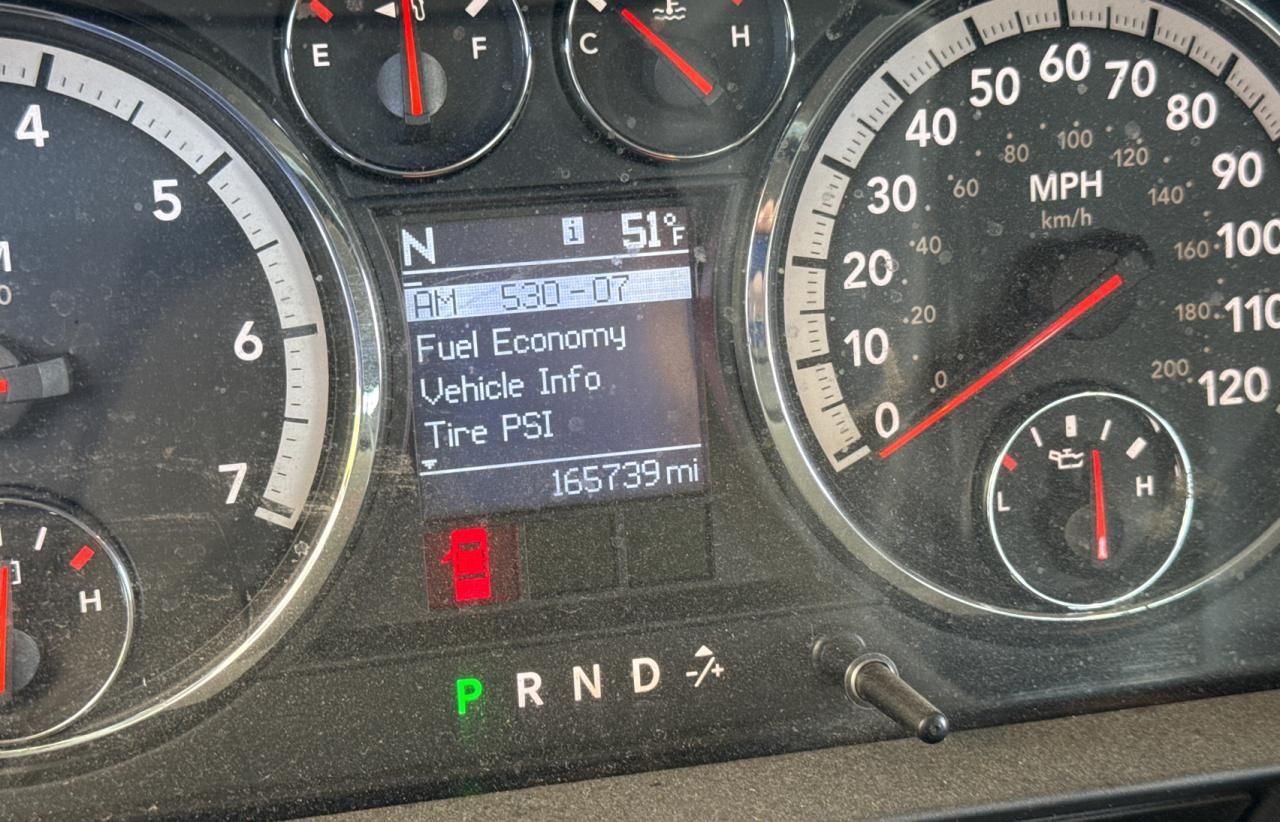 E F
C H
4
5
6
7
H
N i 51°F
AM 530-07
Fuel Economy
Vehicle Info
Tire PSI
165739 mi
P R N D -/+
0
10
20
30
40
50
60
70
80
90
100
110
120
MPH
km/h
0
20
40
60
80
100
120
140
160
180
200
L H